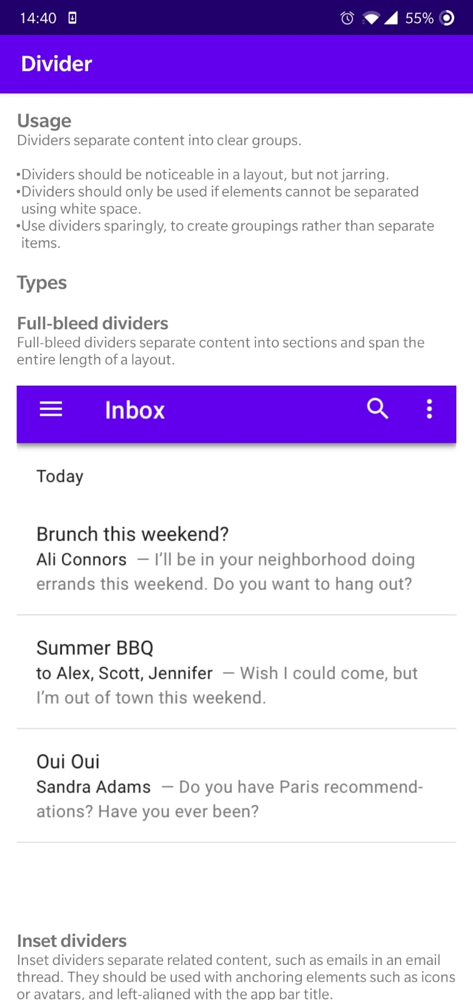 14:40
55%
Divider
Usage
Dividers separate content into clear groups.
•Dividers should be noticeable in a layout, but not jarring.
•Dividers should only be used if elements cannot be separated
using white space.
•Use dividers sparingly, to create groupings rather than separate
items.
Types
Full-bleed dividers
Full-bleed dividers separate content into sections and span the
entire length of a layout.
Inbox
Today
Brunch this weekend?
Ali Connors — I’ll be in your neighborhood doing
errands this weekend. Do you want to hang out?
Summer BBQ
to Alex, Scott, Jennifer — Wish I could come, but
I’m out of town this weekend.
Oui Oui
Sandra Adams — Do you have Paris recommend-
ations? Have you ever been?
Inset dividers
Inset dividers separate related content, such as emails in an email
thread. They should be used with anchoring elements such as icons
or avatars, and left-aligned with the app bar title.